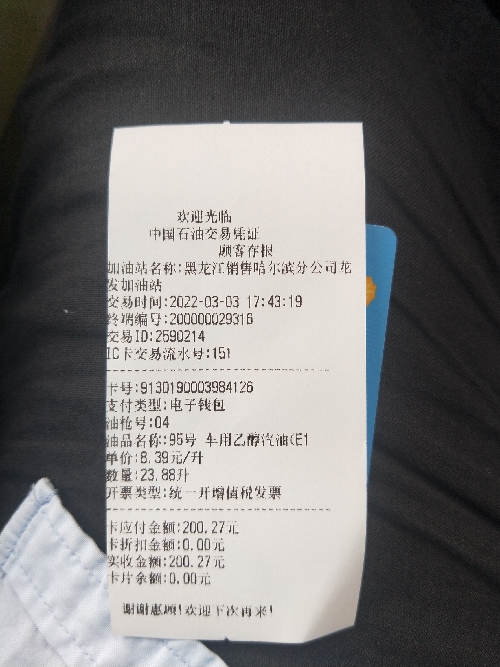 欢迎光临
中国石油交易凭证
顾客存根
加油站名称:黑龙江销售哈尔滨分公司龙
发加油站
交易时间:2022-03-03 17:43:19
终端编号:200000029316
交易ID:2590214
IC卡交易流水号:151
卡号:9130190003984126
支付类型:电子钱包
油枪号:04
油品名称:95号 车用乙醇汽油(E1
单价:8.39元/升
数量:23.88升
开票类型:统一开增值税发票
卡应付金额:200.27元
卡折扣金额:0.00元
实收金额:200.27元
卡片余额:0.00元
谢谢惠顾!欢迎下次再来!